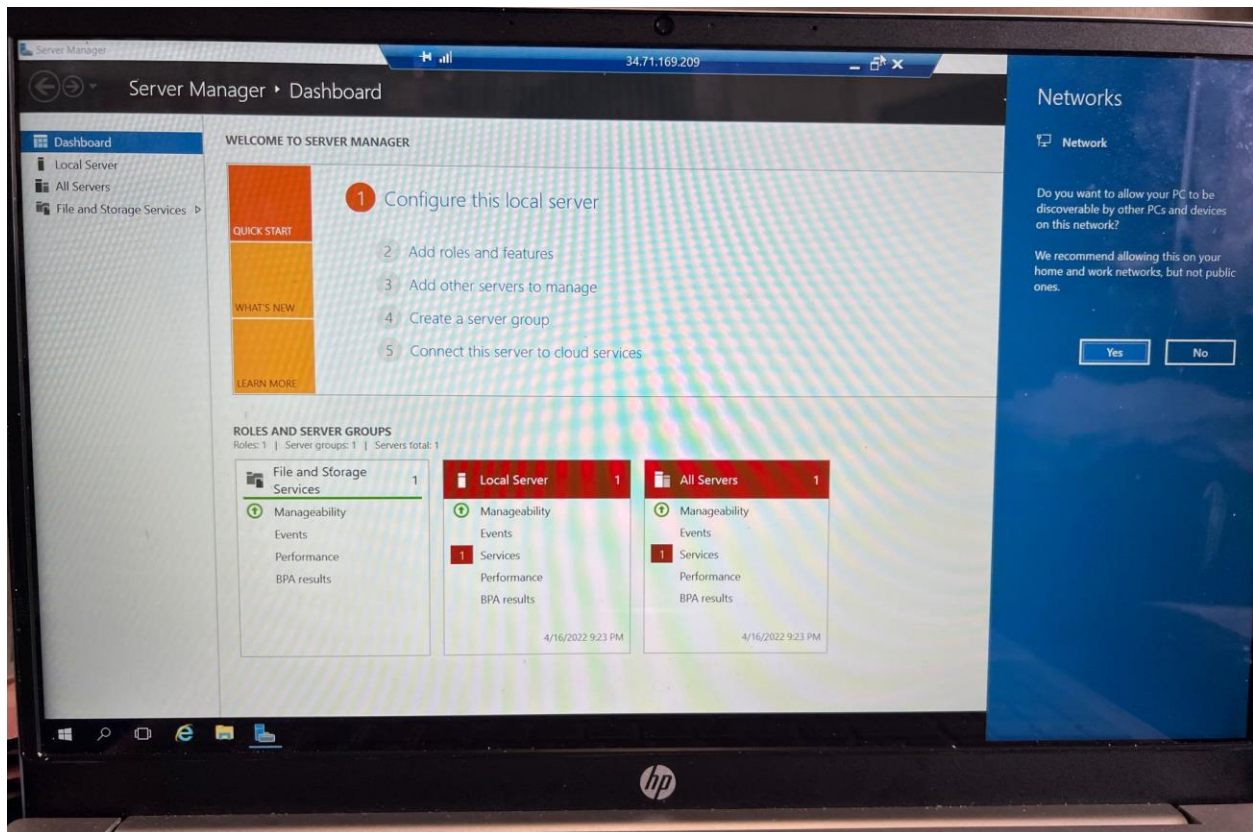 Server Manager
34.71.169.209
Server Manager • Dashboard
Dashboard
Local Server
All Servers
File and Storage Services
WELCOME TO SERVER MANAGER
QUICK START
WHAT'S NEW
LEARN MORE
1 Configure this local server
2 Add roles and features
3 Add other servers to manage
4 Create a server group
5 Connect this server to cloud services
ROLES AND SERVER GROUPS
Roles: 1 | Server groups: 1 | Servers total: 1
File and Storage
Services
1
Manageability
Events
Performance
BPA results
Local Server 1
Manageability
Events
1 Services
Performance
BPA results
4/16/2022 9:23 PM
All Servers 1
Manageability
Events
1 Services
Performance
BPA results
4/16/2022 9:23 PM
Networks
Network
Do you want to allow your PC to be
discoverable by other PCs and devices
on this network?
We recommend allowing this on your
home and work networks, but not public
ones.
Yes No
hp